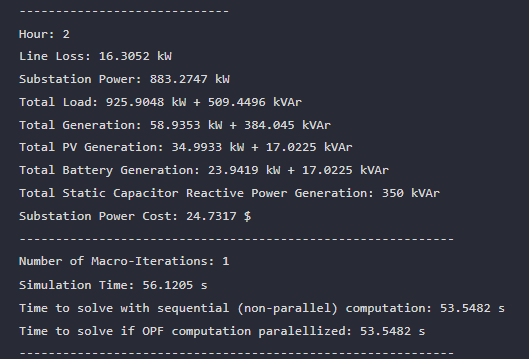 ----------------------------
Hour: 2
Line Loss: 16.3052 kW
Substation Power: 883.2747 kW
Total Load: 925.9048 kW + 509.4496 kVAr
Total Generation: 58.9353 kW + 384.045 kVAr
Total PV Generation: 34.9933 kW + 17.0225 kVAr
Total Battery Generation: 23.9419 kW + 17.0225 kVAr
Total Static Capacitor Reactive Power Generation: 350 kVAr
Substation Power Cost: 24.7317 $
----------------------------------------------------------
Number of Macro-Iterations: 1
Simulation Time: 56.1205 s
Time to solve with sequential (non-parallel) computation: 53.5482 s
Time to solve if OPF computation paralellized: 53.5482 s
----------------------------------------------------------